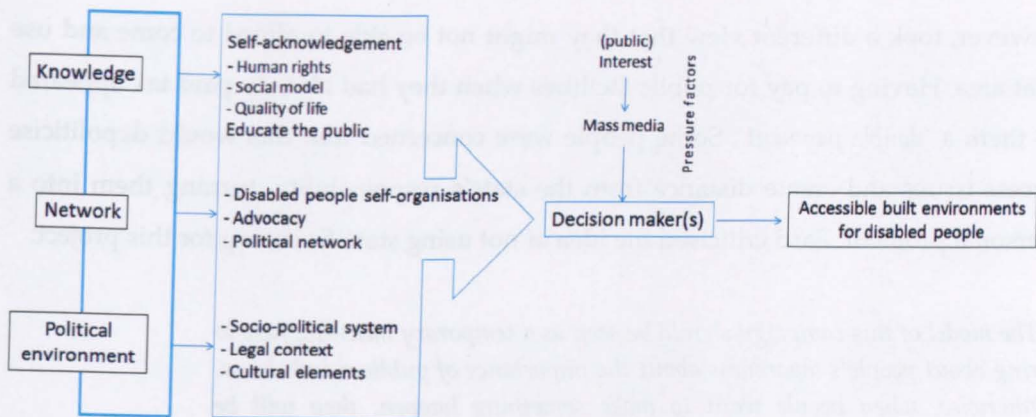 Knowledge
Network
Political
environment
Self-acknowledgement
- Human rights
- Social model
- Quality of life
Educate the public
- Disabled people self-organisations
- Advocacy
- Political network
- Socio-political system
- Legal context
- Cultural elements
(public)
Interest
Mass media
Pressure factors
Decision maker(s)
Accessible built environments
for disabled people